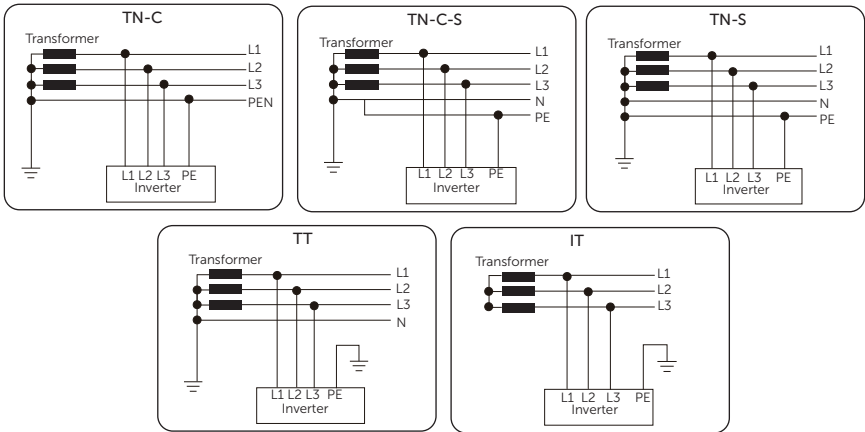 TN-C
Transformer
L1
L2
L3
PEN
L1 L2 L3 PE
Inverter
TN-C-S
Transformer
L1
L2
L3
N
PE
L1 L2 L3 PE
Inverter
TN-S
Transformer
L1
L2
L3
N
PE
L1 L2 L3 PE
Inverter
TT
Transformer
L1
L2
L3
N
L1 L2 L3 PE
Inverter
IT
Transformer
L1
L2
L3
L1 L2 L3 PE
Inverter